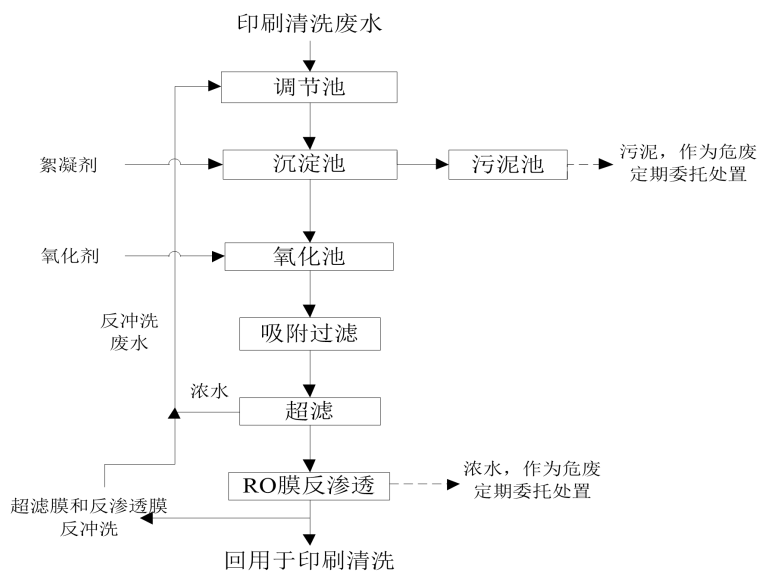 印刷清洗废水
调节池
絮凝剂
沉淀池
污泥池
污泥，作为危废
定期委托处置
氧化剂
氧化池
反冲洗
废水
吸附过滤
浓水
超滤
RO膜反渗透
浓水，作为危废
定期委托处置
超滤膜和反渗透膜
反冲洗
回用于印刷清洗